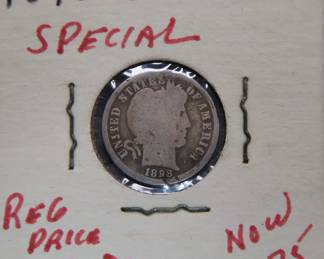 SPECIAL
UNITED STATES OF AMERICA
1898
REG
PRICE
NOW